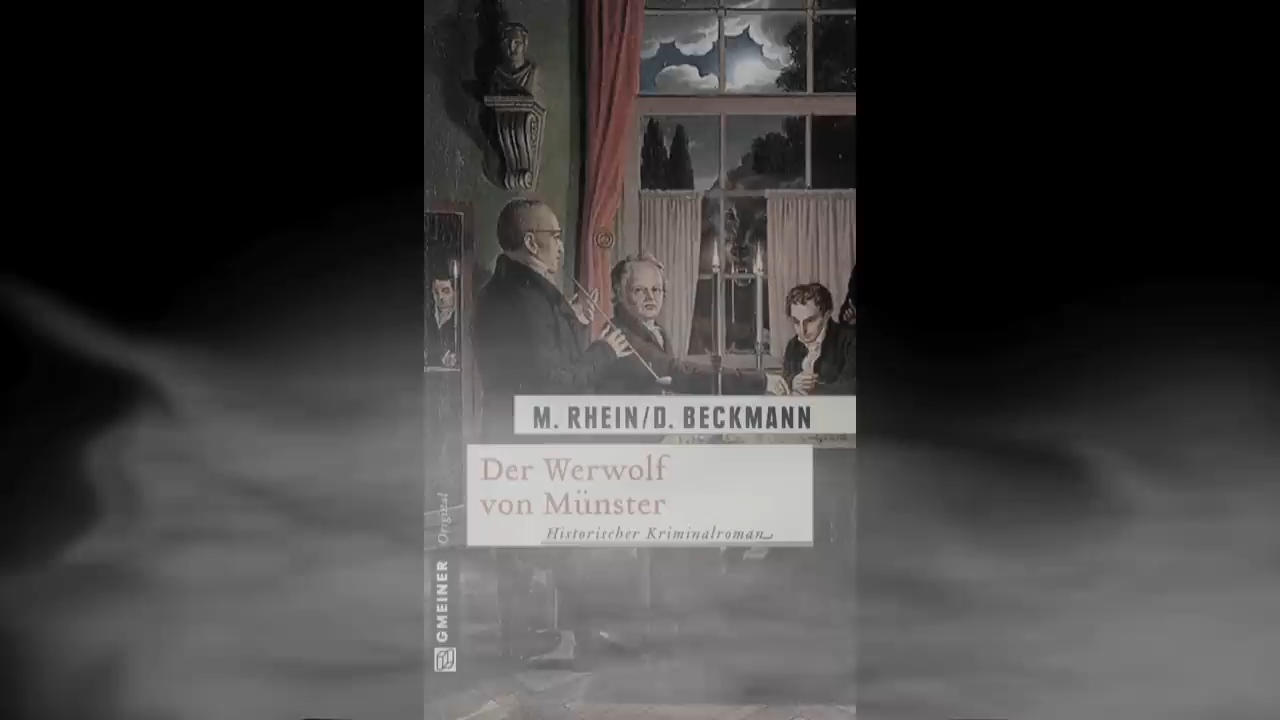 M. RHEIN/D. BECKMANN
Der Werwolf
von Münster
Historischer Kriminalroman
GMEINER Original